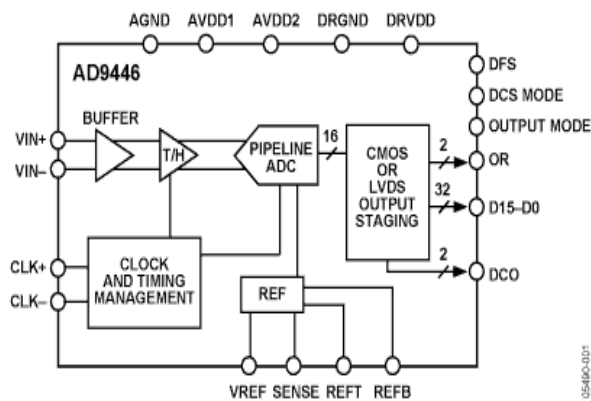 AGND AVDD1 AVDD2 DRGND DRVDD
AD9446
DFS
DCS MODE
OUTPUT MODE
BUFFER
VIN+
VIN–
T/H
PIPELINE
ADC
16
CMOS
OR
LVDS
OUTPUT
STAGING
2
OR
32
D15–D0
2
DCO
CLK+
CLK–
CLOCK
AND TIMING
MANAGEMENT
REF
VREF SENSE REFT REFB
05490-001